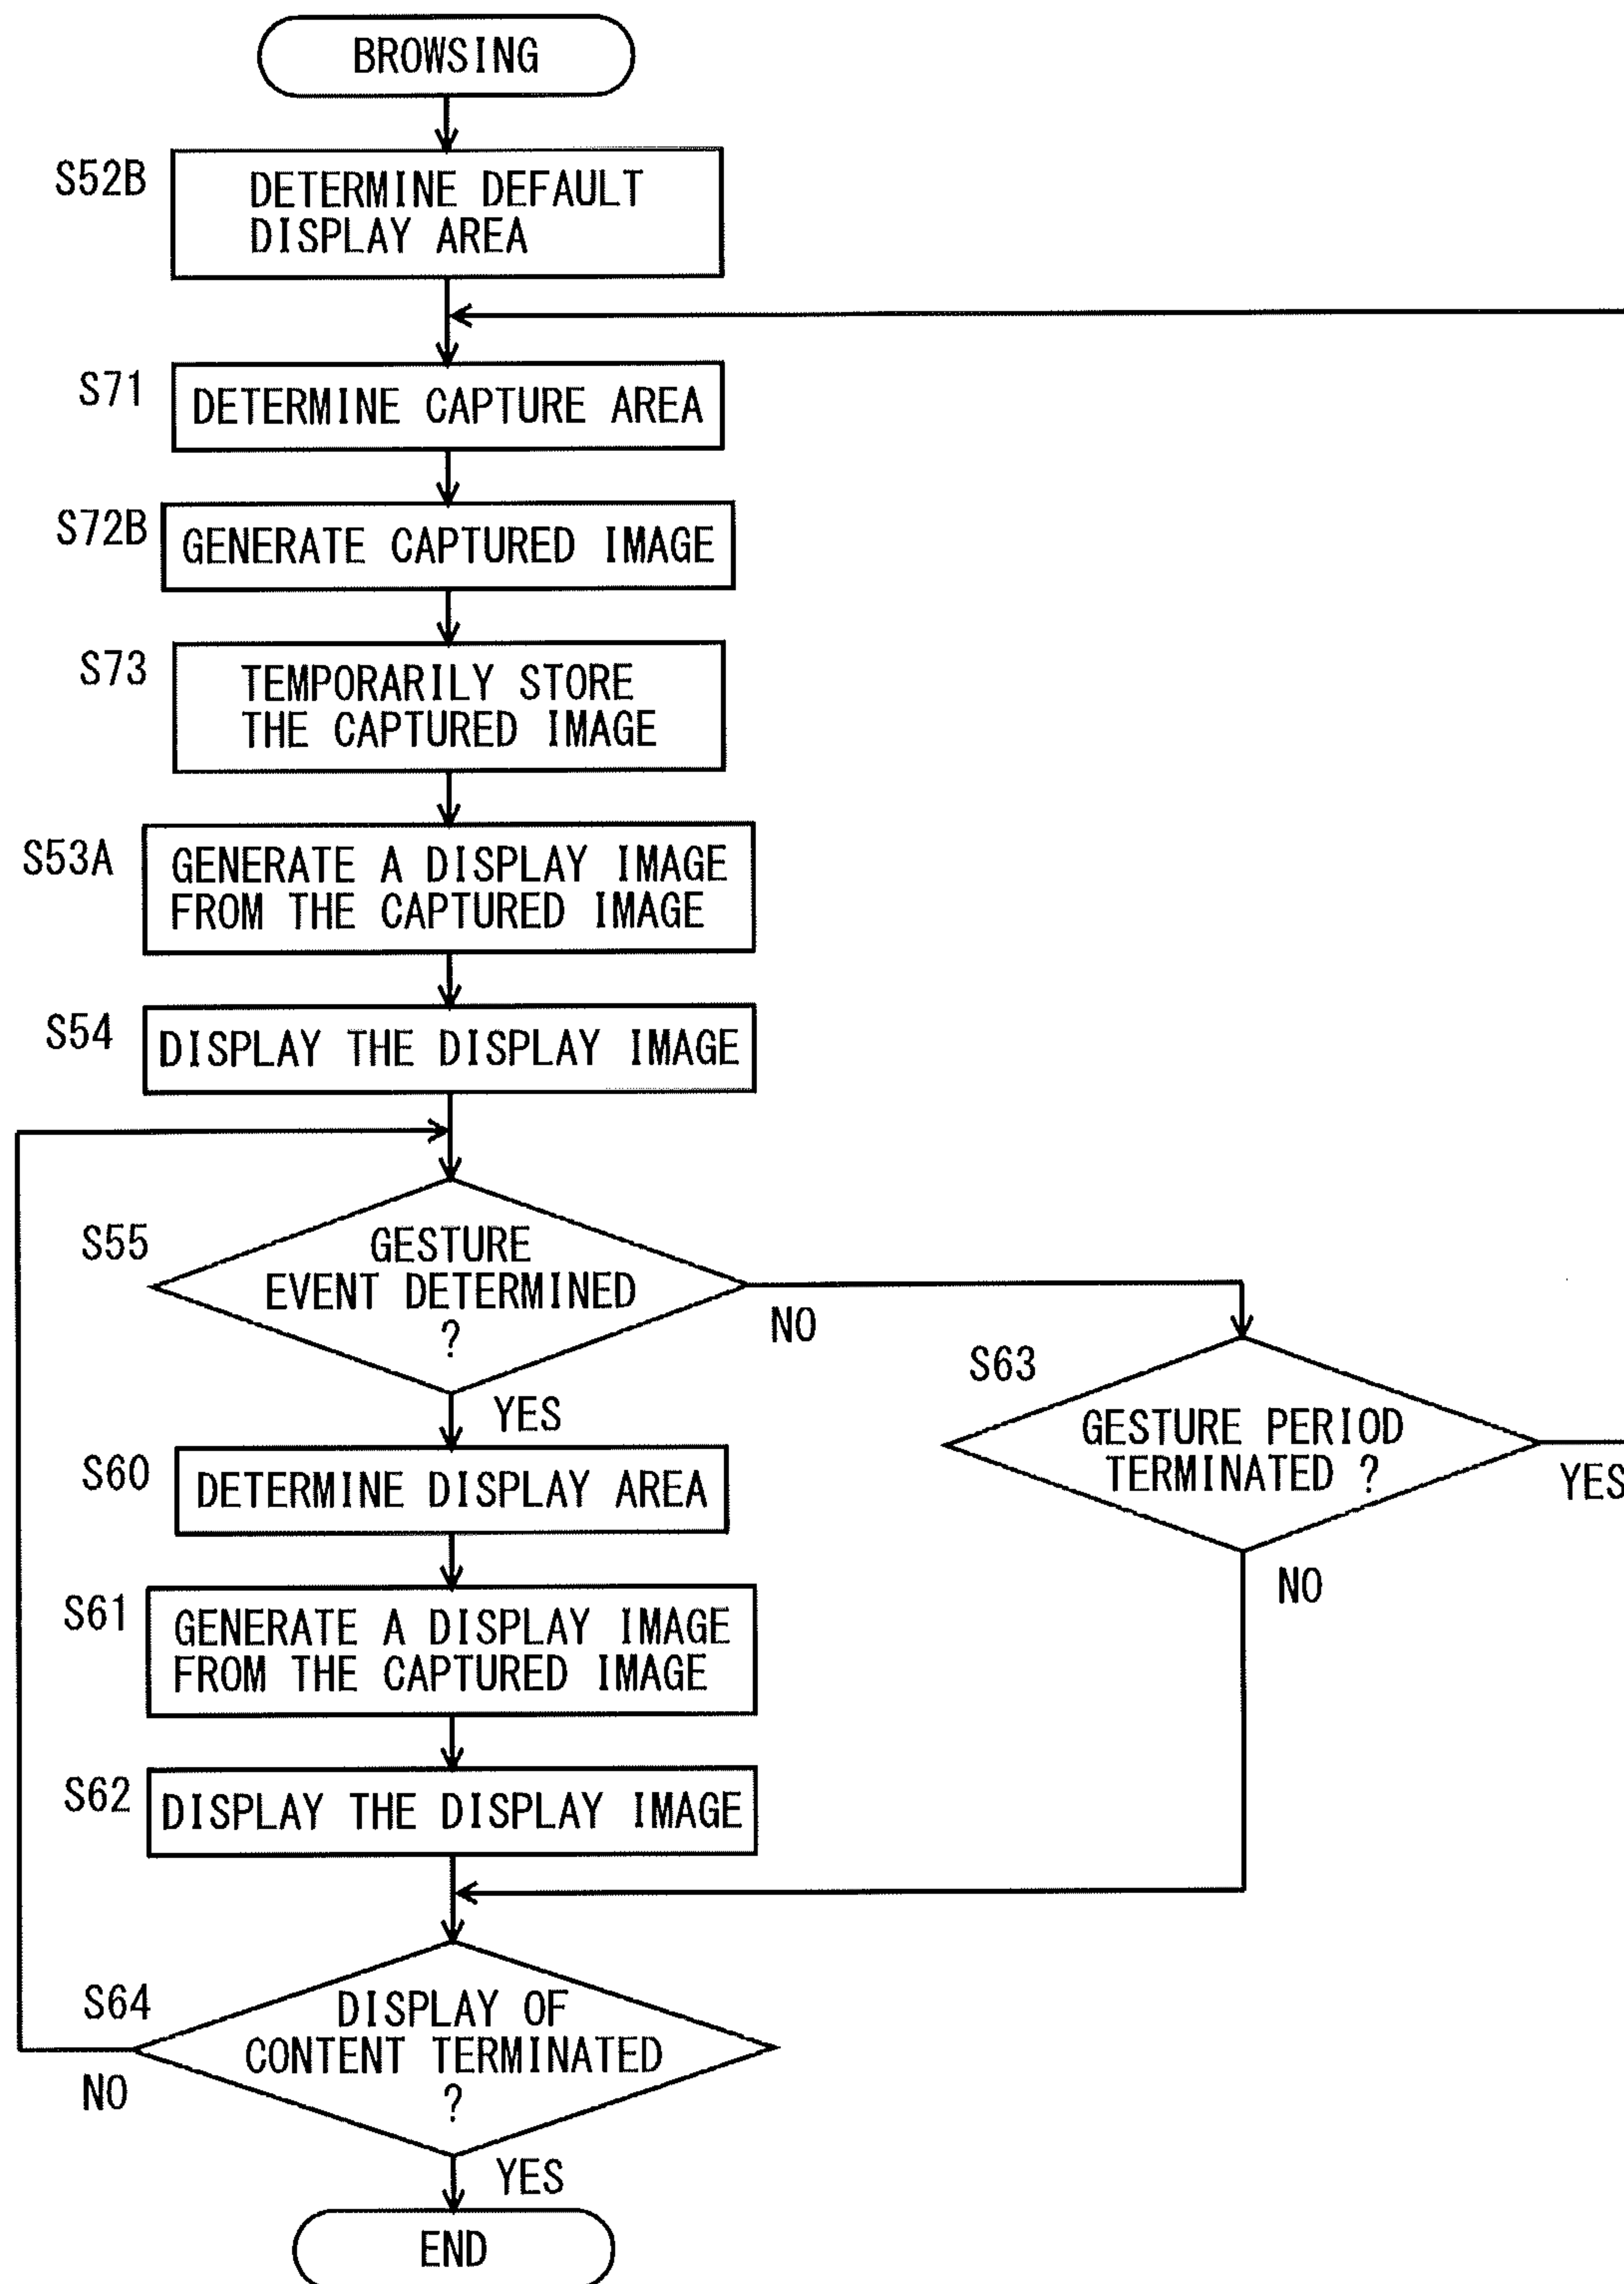 BROWSING
S52B
DETERMINE DEFAULT
DISPLAY AREA
S71
DETERMINE CAPTURE AREA
S72B
GENERATE CAPTURED IMAGE
S73
TEMPORARILY STORE
THE CAPTURED IMAGE
S53A
GENERATE A DISPLAY IMAGE
FROM THE CAPTURED IMAGE
S54
DISPLAY THE DISPLAY IMAGE
S55
GESTURE
EVENT DETERMINED
?
NO
YES
S63
GESTURE PERIOD
TERMINATED ?
YES
NO
S60
DETERMINE DISPLAY AREA
S61
GENERATE A DISPLAY IMAGE
FROM THE CAPTURED IMAGE
S62
DISPLAY THE DISPLAY IMAGE
S64
DISPLAY OF
CONTENT TERMINATED
?
NO
YES
END